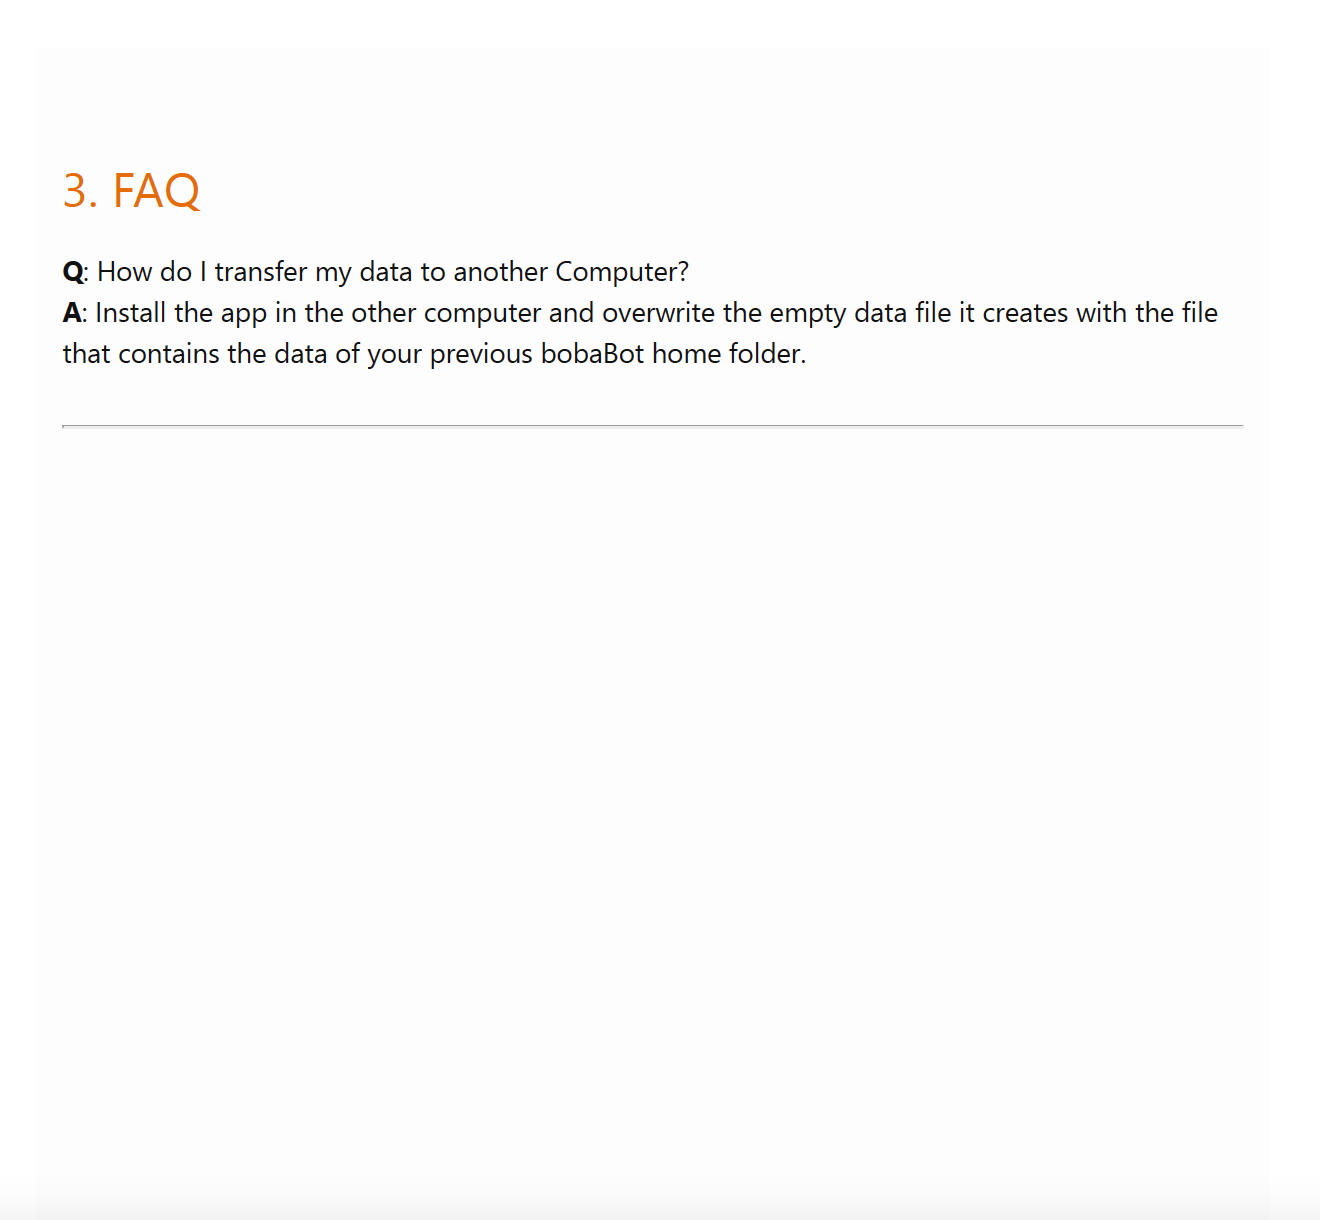 3. FAQ
Q: How do I transfer my data to another Computer?
A: Install the app in the other computer and overwrite the empty data file it creates with the file
that contains the data of your previous bobaBot home folder.